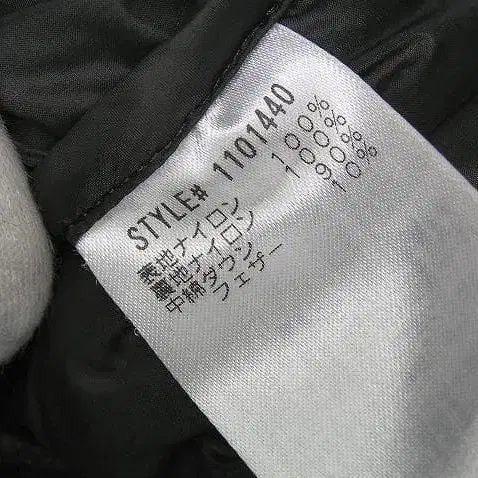 STYLE# 1101440
表地ナイロン 100%
裏地ナイロン 100%
中綿ダウン 90%
フェザー 10%